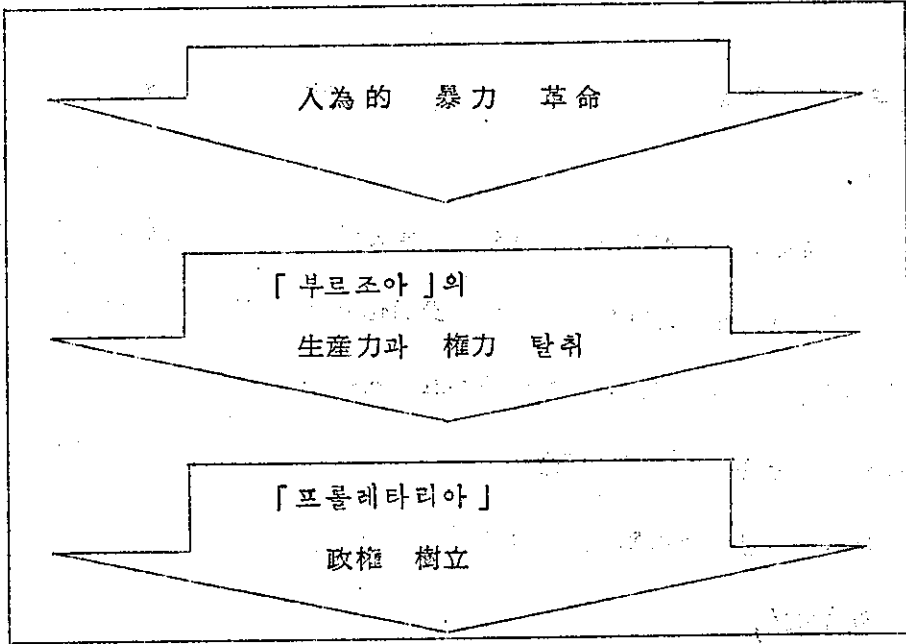 人為的 暴力 革命
「부르조아」의
生産力과 権力 탈취
「프롤레타리아」
政権 樹立